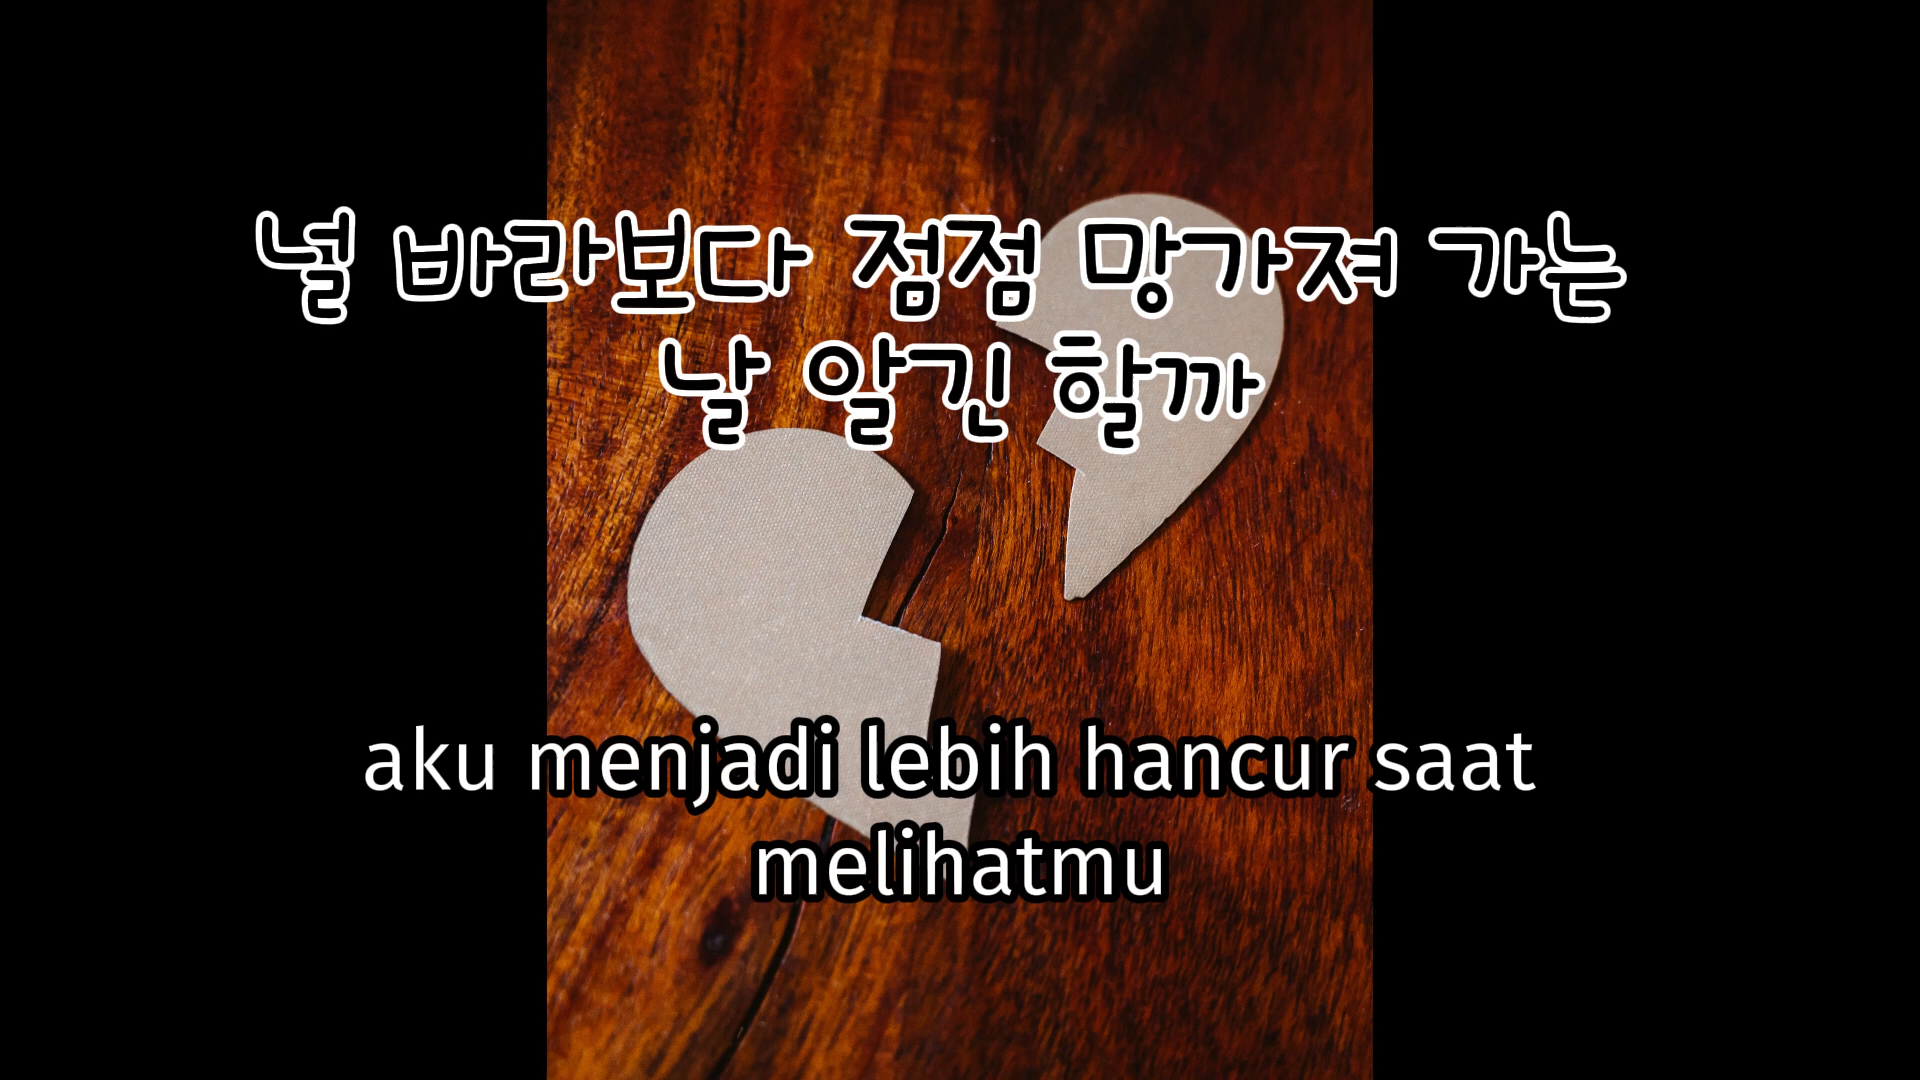 널 바라보다 점점 망가져 가는
날 알긴 할까
aku menjadi lebih hancur saat
melihatmu